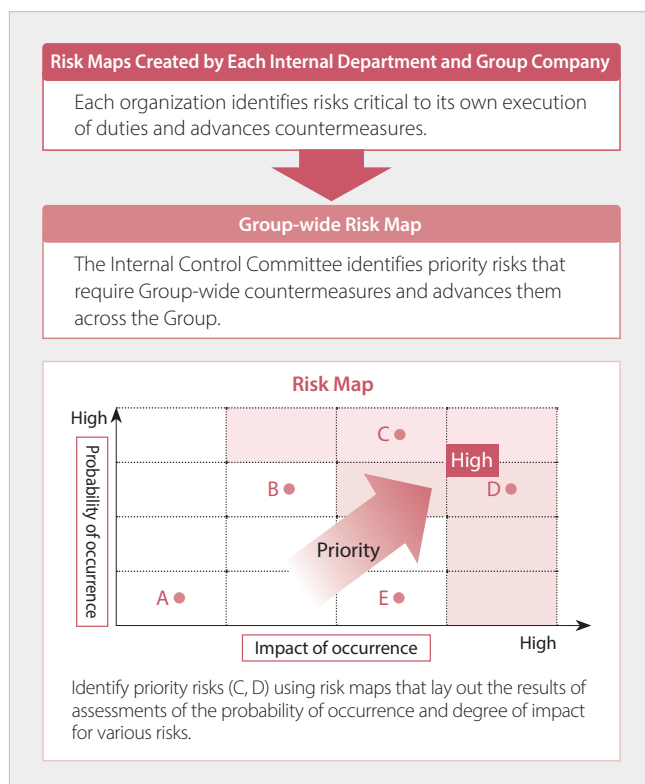 Risk Maps Created by Each Internal Department and Group Company
Each organization identifies risks critical to its own execution
of duties and advances countermeasures.
Group-wide Risk Map
The Internal Control Committee identifies priority risks that
require Group-wide countermeasures and advances them
across the Group.
Risk Map
High
Probability of occurrence
C
High
B
D
Priority
A
E
Impact of occurrence
High
Identify priority risks (C, D) using risk maps that lay out the results of
assessments of the probability of occurrence and degree of impact
for various risks.